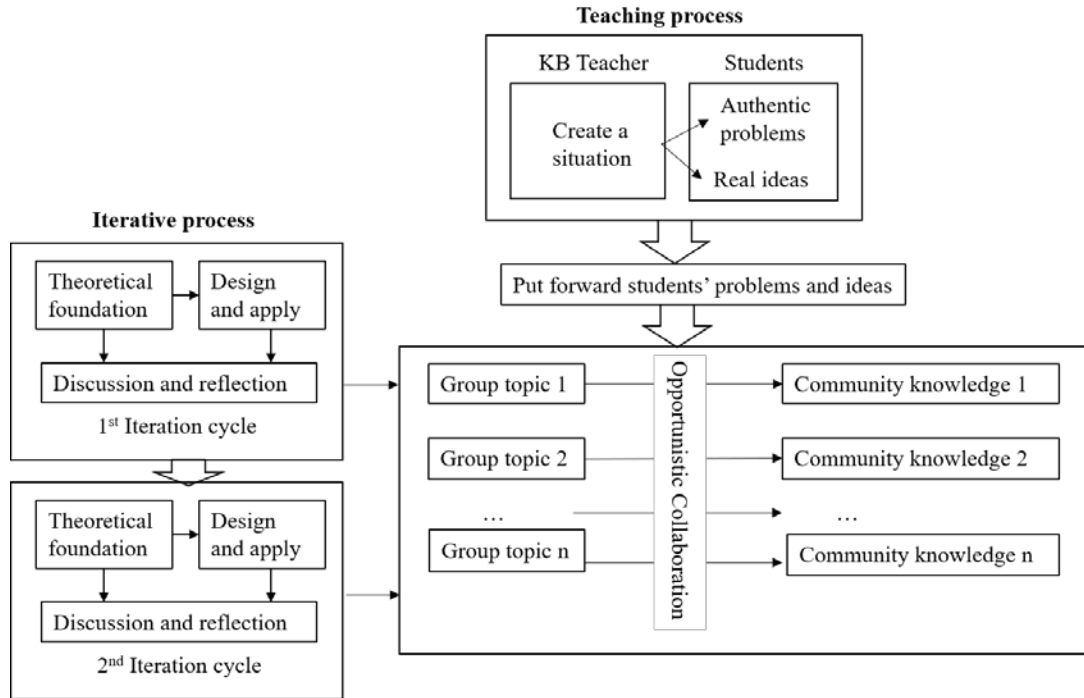 Teaching process
KB Teacher
Students
Create a
situation
Authentic
problems
Real ideas
Put forward students’ problems and ideas
Iterative process
Theoretical
foundation
Design
and apply
Discussion and reflection
1st Iteration cycle
Theoretical
foundation
Design
and apply
Discussion and reflection
2nd Iteration cycle
Group topic 1
Group topic 2
…
Group topic n
Opportunistic Collaboration
Community knowledge 1
Community knowledge 2
…
Community knowledge n